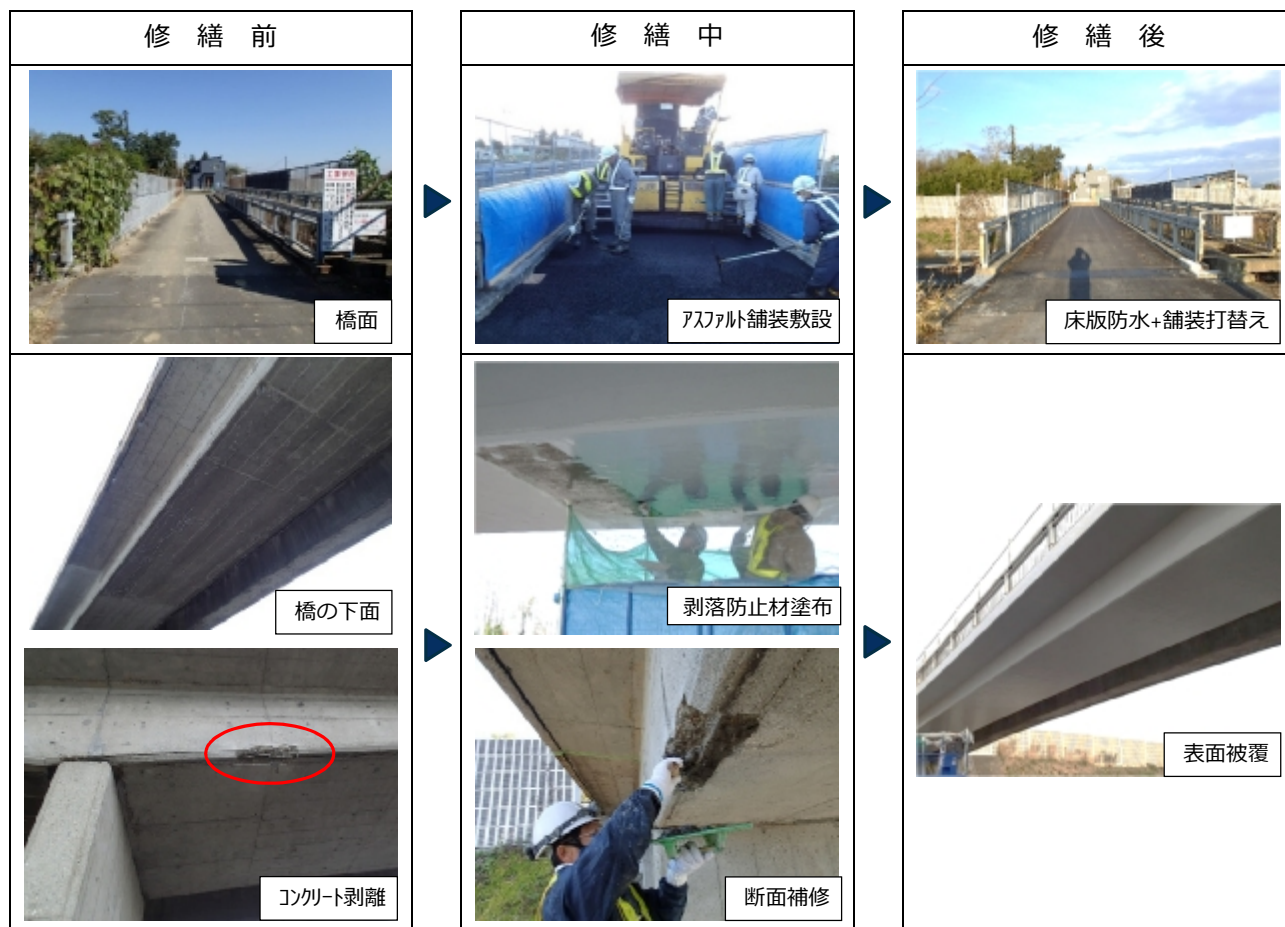 修 繕 前
修 繕 中
修 繕 後
橋面
アスファルト舗装敷設
床版防水+舗装打替え
橋の下面
剥落防止材塗布
表面被覆
コンクリート剥離
断面補修